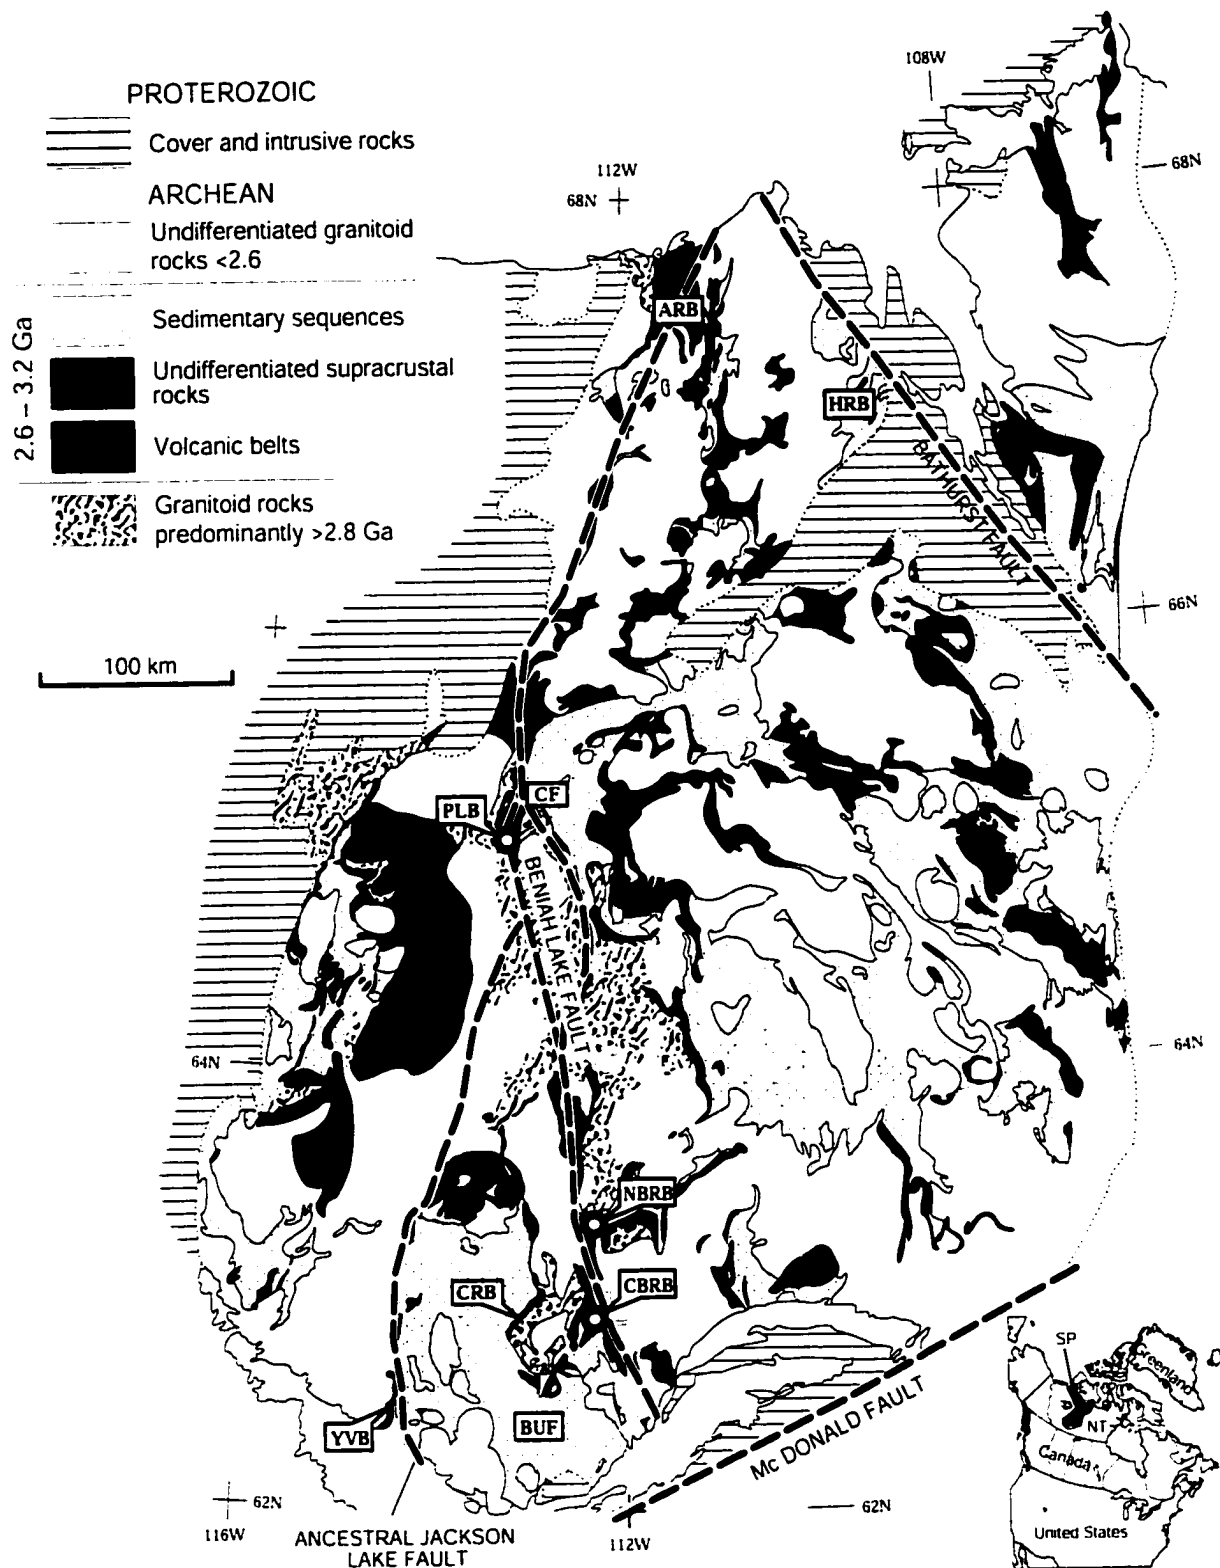 PROTEROZOIC
Cover and intrusive rocks
ARCHEAN
Undifferentiated granitoid
rocks <2.6
2.6 – 3.2 Ga
Sedimentary sequences
Undifferentiated supracrustal
rocks
Volcanic belts
Granitoid rocks
predominantly >2.8 Ga
108W
68N
112W
68N
ARB
HRB
BATHURST FAULT
66N
100 km
CF
PLB
BENIAH LAKE FAULT
64N
64N
NBRB
CRB
CBRB
SP
Greenland
NT
Canada
United States
YVB
BUF
Mc DONALD FAULT
62N
62N
116W
112W
ANCESTRAL JACKSON
LAKE FAULT